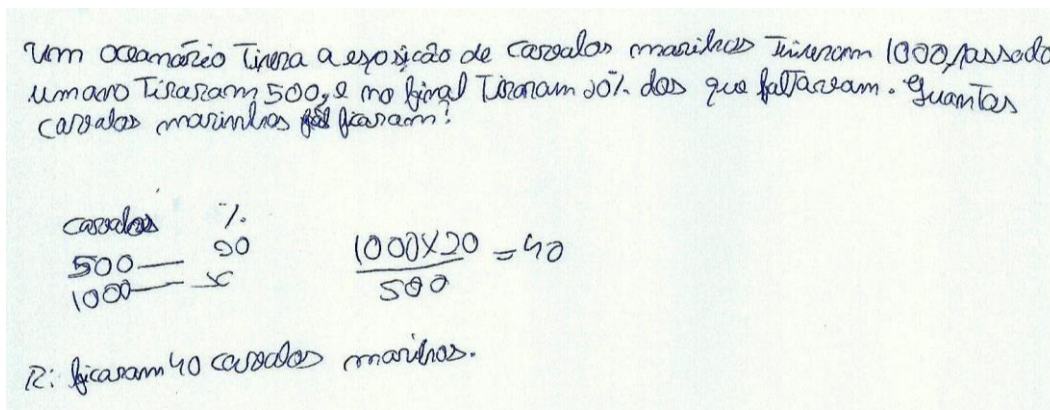 Um oceanário Tinha a exposição de cavalos marinhos Tiveram 1000, passado
um ano Tiraram 500, e no final Tiraram 20% dos que faltavam. Quantos
cavalos marinhos ficaram?
cavalos %
500 — 20
1000 — x
1000X20 = 40
500
R: ficaram 40 cavalos marinhos.